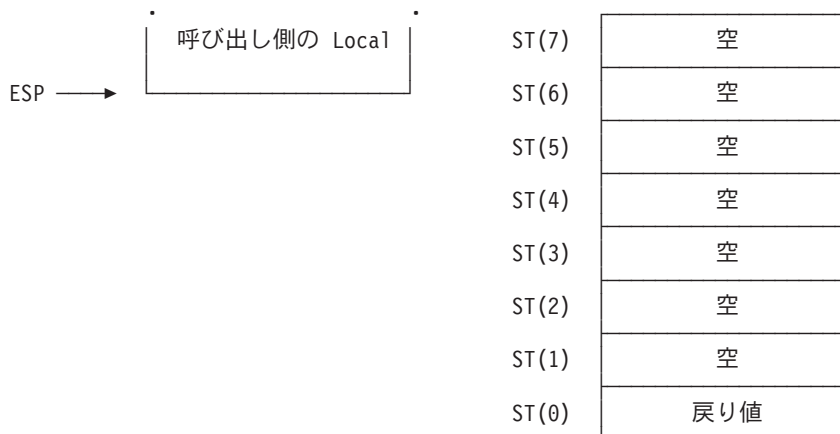 呼び出し側の Local
ESP
ST(7) 空
ST(6) 空
ST(5) 空
ST(4) 空
ST(3) 空
ST(2) 空
ST(1) 空
ST(0) 戻り値